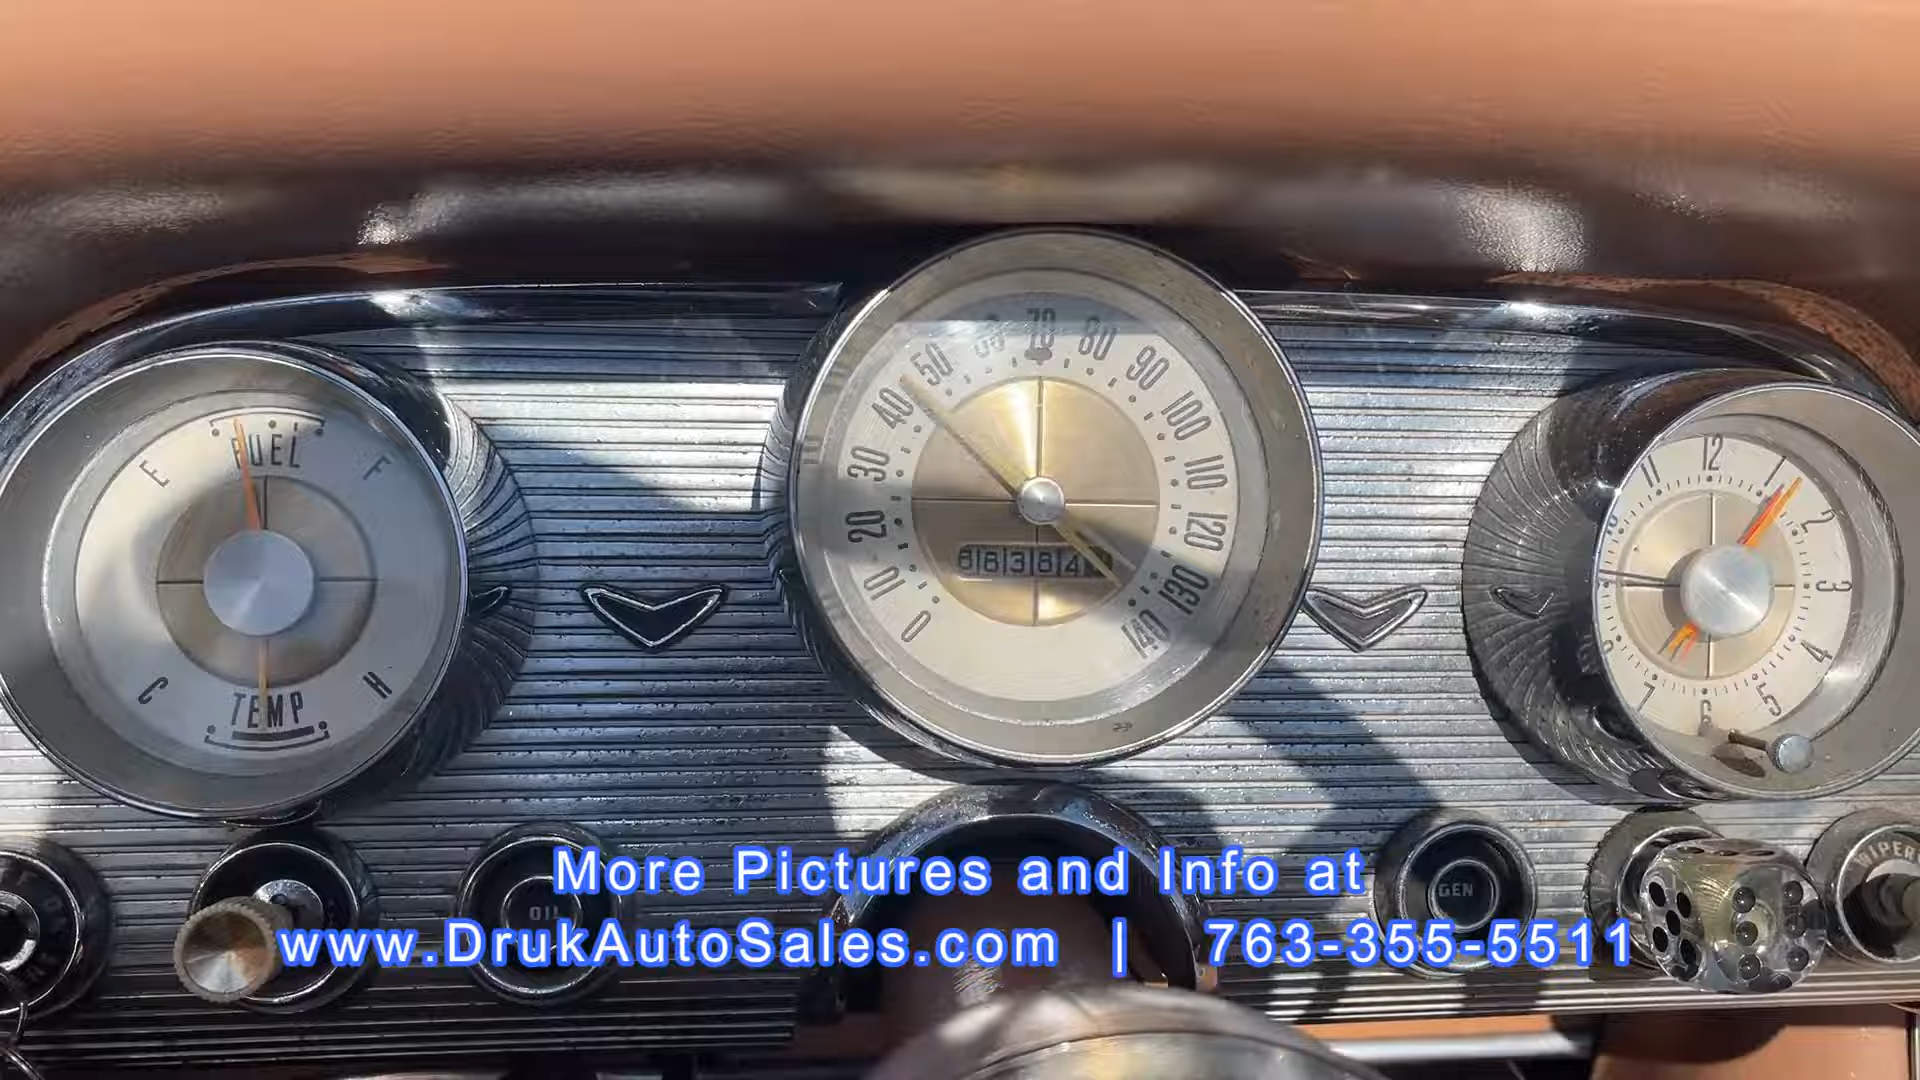 FUEL
E F
C H
TEMP
0 10 20 30 40 50 60 70 80 90 100 110 120 130 140
11 12 1 2 3 4 5 6 7
OIL
GEN
WIPER
More Pictures and Info at
www.DrukAutoSales.com | 763-355-5511